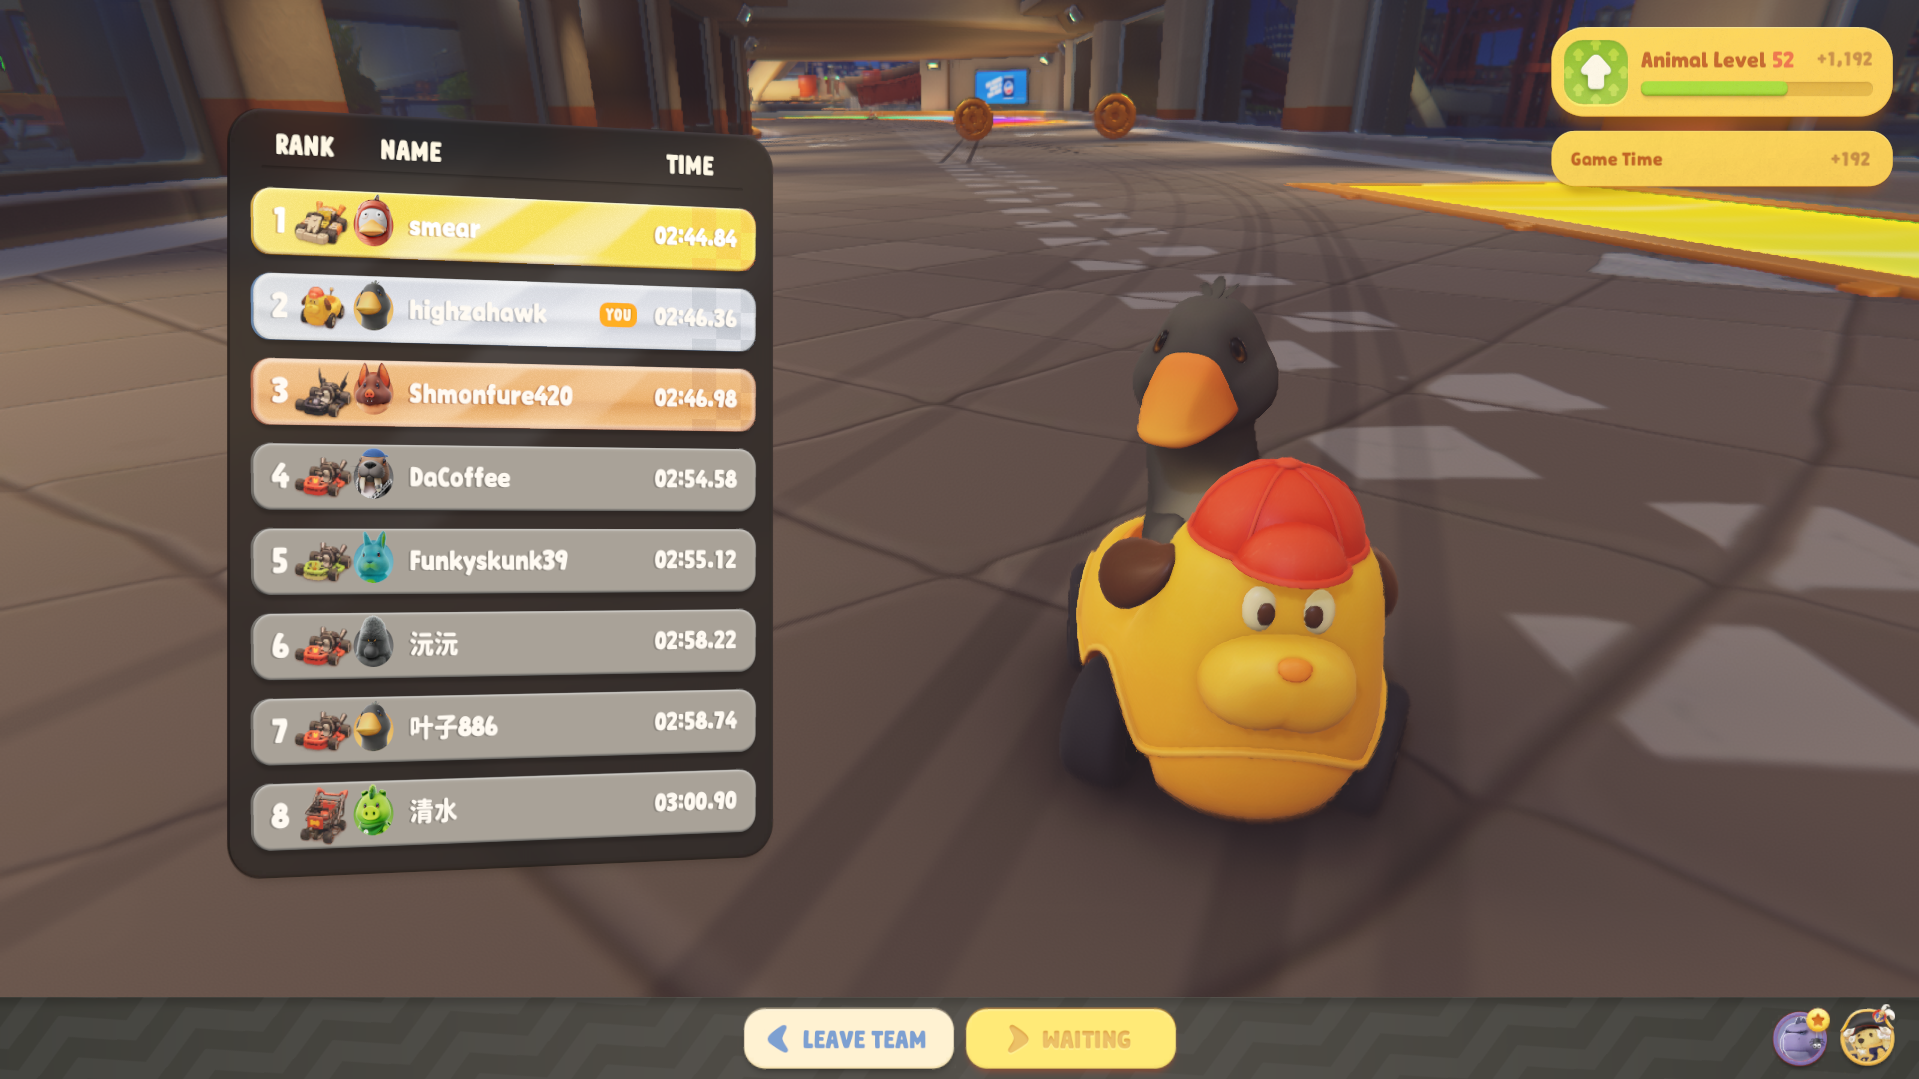 RANK NAME TIME
1 smear 02:44.84
2 highzahawk YOU 02:46.36
3 Shmonfure420 02:46.98
4 DaCoffee 02:54.58
5 Funkyskunk39 02:55.12
6 沅沅 02:58.22
7 叶子886 02:58.74
8 清水 03:00.90
Animal Level 52 +1,192
Game Time +192
LEAVE TEAM
WAITING